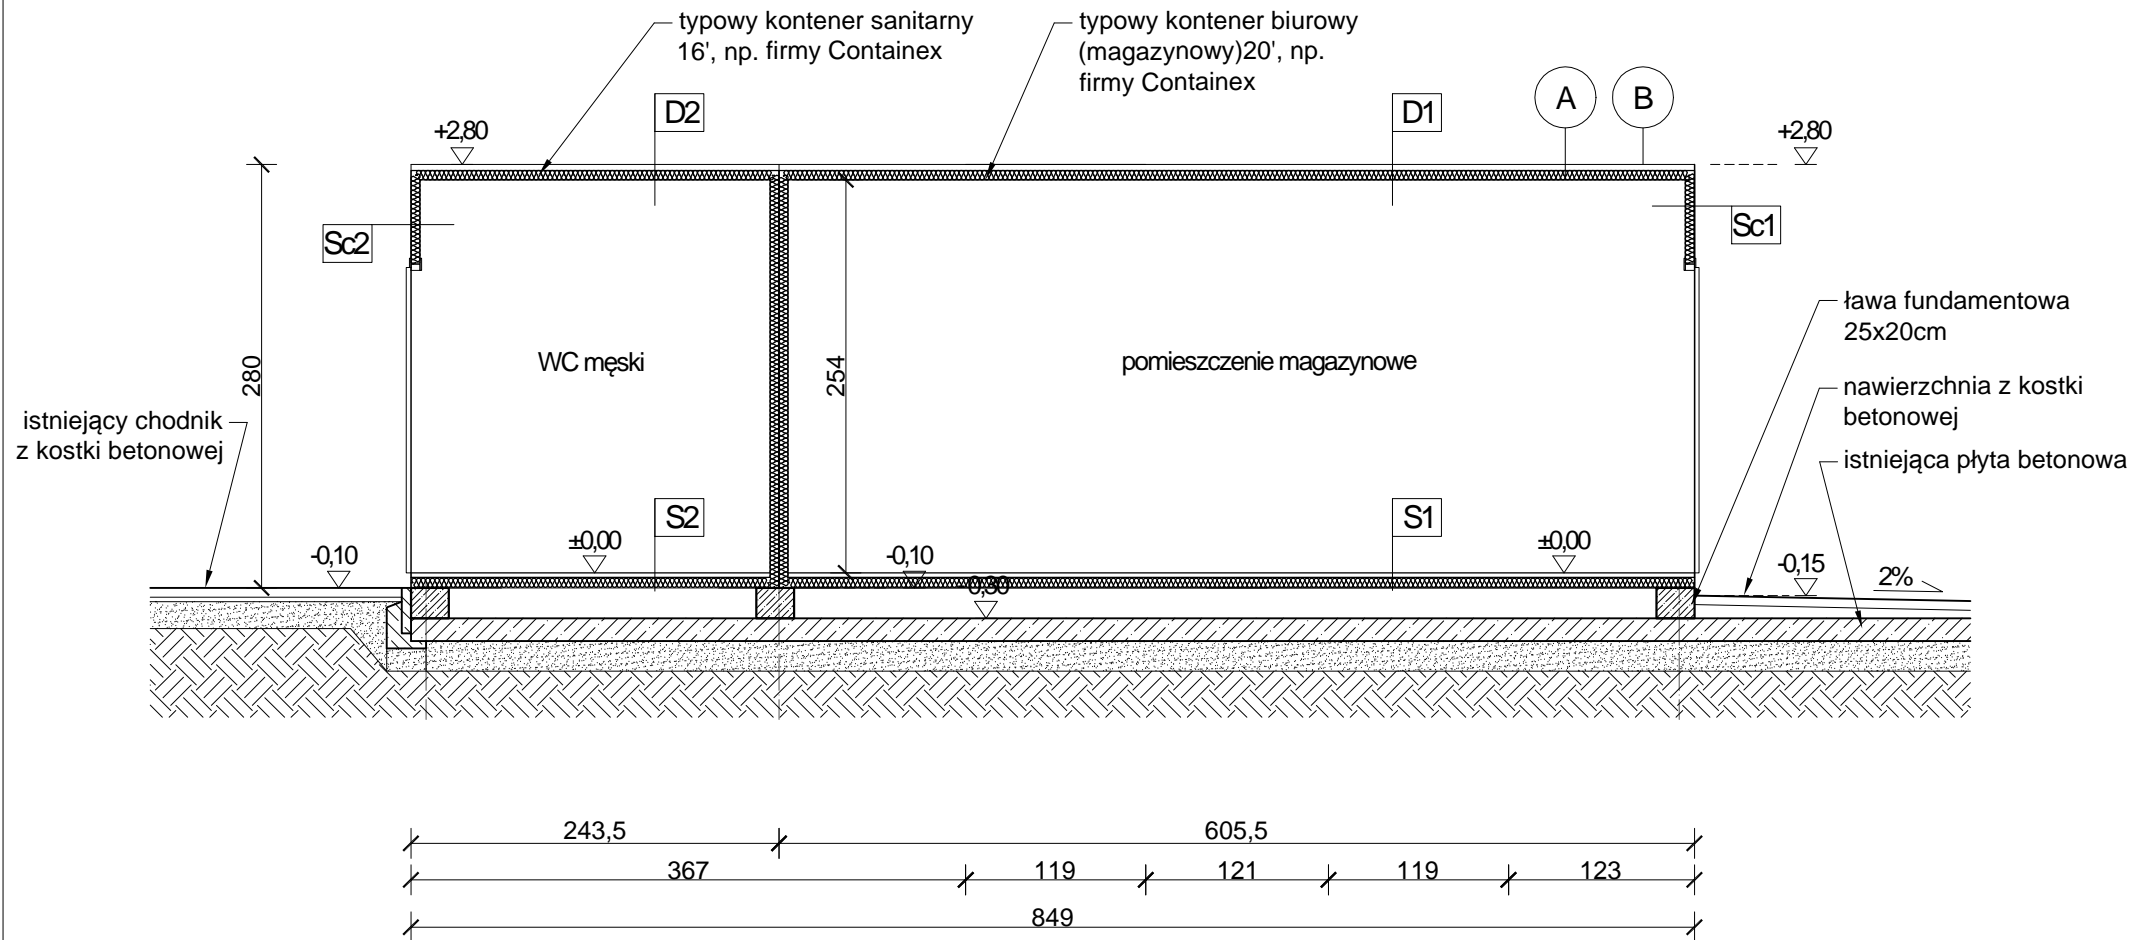 typowy kontener sanitarny
16', np. firmy Containex
typowy kontener biurowy
(magazynowy)20', np.
firmy Containex
D2
D1
A
B
+2,80
+2,80
Sc2
Sc1
ława fundamentowa
25x20cm
280
WC męski
254
pomieszczenie magazynowe
nawierzchnia z kostki
betonowej
istniejący chodnik
z kostki betonowej
istniejąca płyta betonowa
S2
S1
-0,10
±0,00
-0,10
±0,00
-0,30
-0,15
2%
243,5
605,5
367
119
121
119
123
849